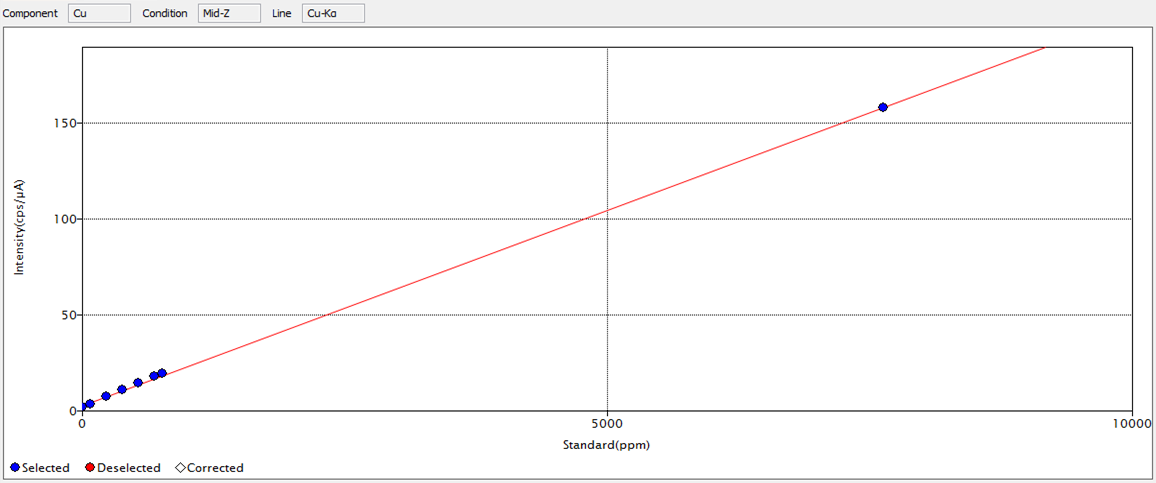 Component Cu Condition Mid-Z Line Cu-Ka
150
100
50
0
Intensity(cps/µA)
0 5000 10000
Standard(ppm)
Selected Deselected Corrected